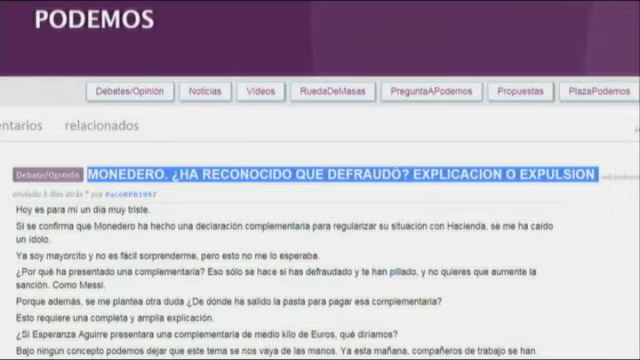 PODEMOS
Debates/Opinión Noticias Vídeos RuedaDeMasas PreguntaAPodemos Propuestas PlazaPodemos
entarios relacionados
Debate/Opinión MONEDERO. ¿HA RECONOCIDO QUE DEFRAUDÓ? EXPLICACION O EXPULSION
enviado 3 días atrás * por PacoRPB1997
Hoy es para mí un día muy triste.
Si se confirma que Monedero ha hecho una declaración complementaria para regularizar su situación con Hacienda, se me ha caído
un ídolo.
Ya soy mayorcito y no es fácil sorprenderme, pero esto no me lo esperaba.
¿Por qué ha presentado una complementaria? Eso sólo se hace si has defraudado y te han pillado, y no quieres que aumente la
sanción. Como Messi.
Porque además, se me plantea otra duda ¿De dónde ha salido la pasta para pagar esa complementaria?
Esto requiere una completa y amplia explicación.
¿Si Esperanza Aguirre presentara una complementaria de medio kilo de Euros, qué diríamos?
Bajo ningún concepto podemos dejar que este tema se nos vaya de las manos. Ya esta mañana, compañeros de trabajo se han